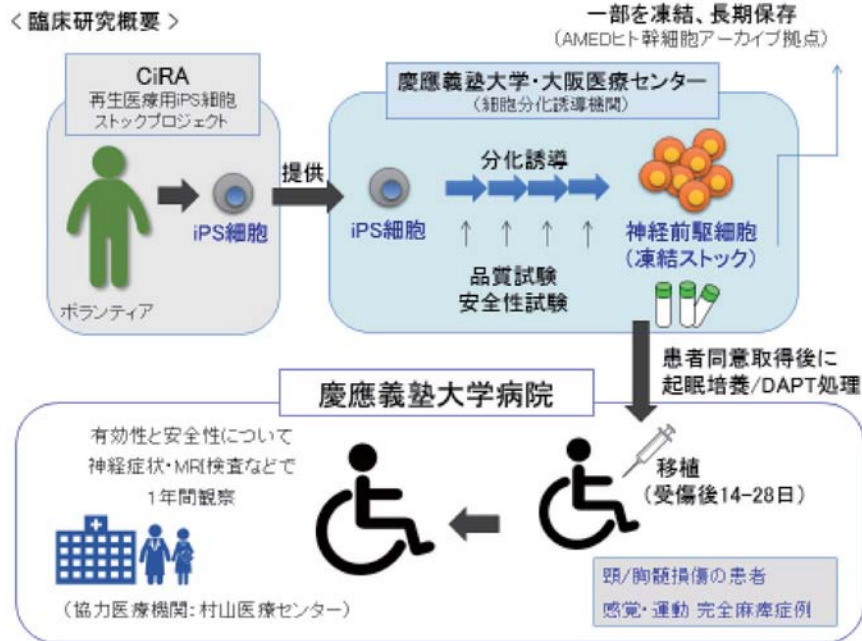 ＜臨床研究概要＞
一部を凍結、長期保存
（AMEDヒト幹細胞アーカイブ拠点）
CiRA
再生医療用iPS細胞
ストックプロジェクト
iPS細胞
ボランティア
提供
慶應義塾大学・大阪医療センター
（細胞分化誘導機関）
分化誘導
iPS細胞
品質試験
安全性試験
神経前駆細胞
（凍結ストック）
患者同意取得後に
起眠培養/DAPT処理
慶應義塾大学病院
有効性と安全性について
神経症状・MRI検査などで
1年間観察
（協力医療機関：村山医療センター）
移植
（受傷後14-28日）
頸/胸髄損傷の患者
感覚・運動 完全麻痺症例